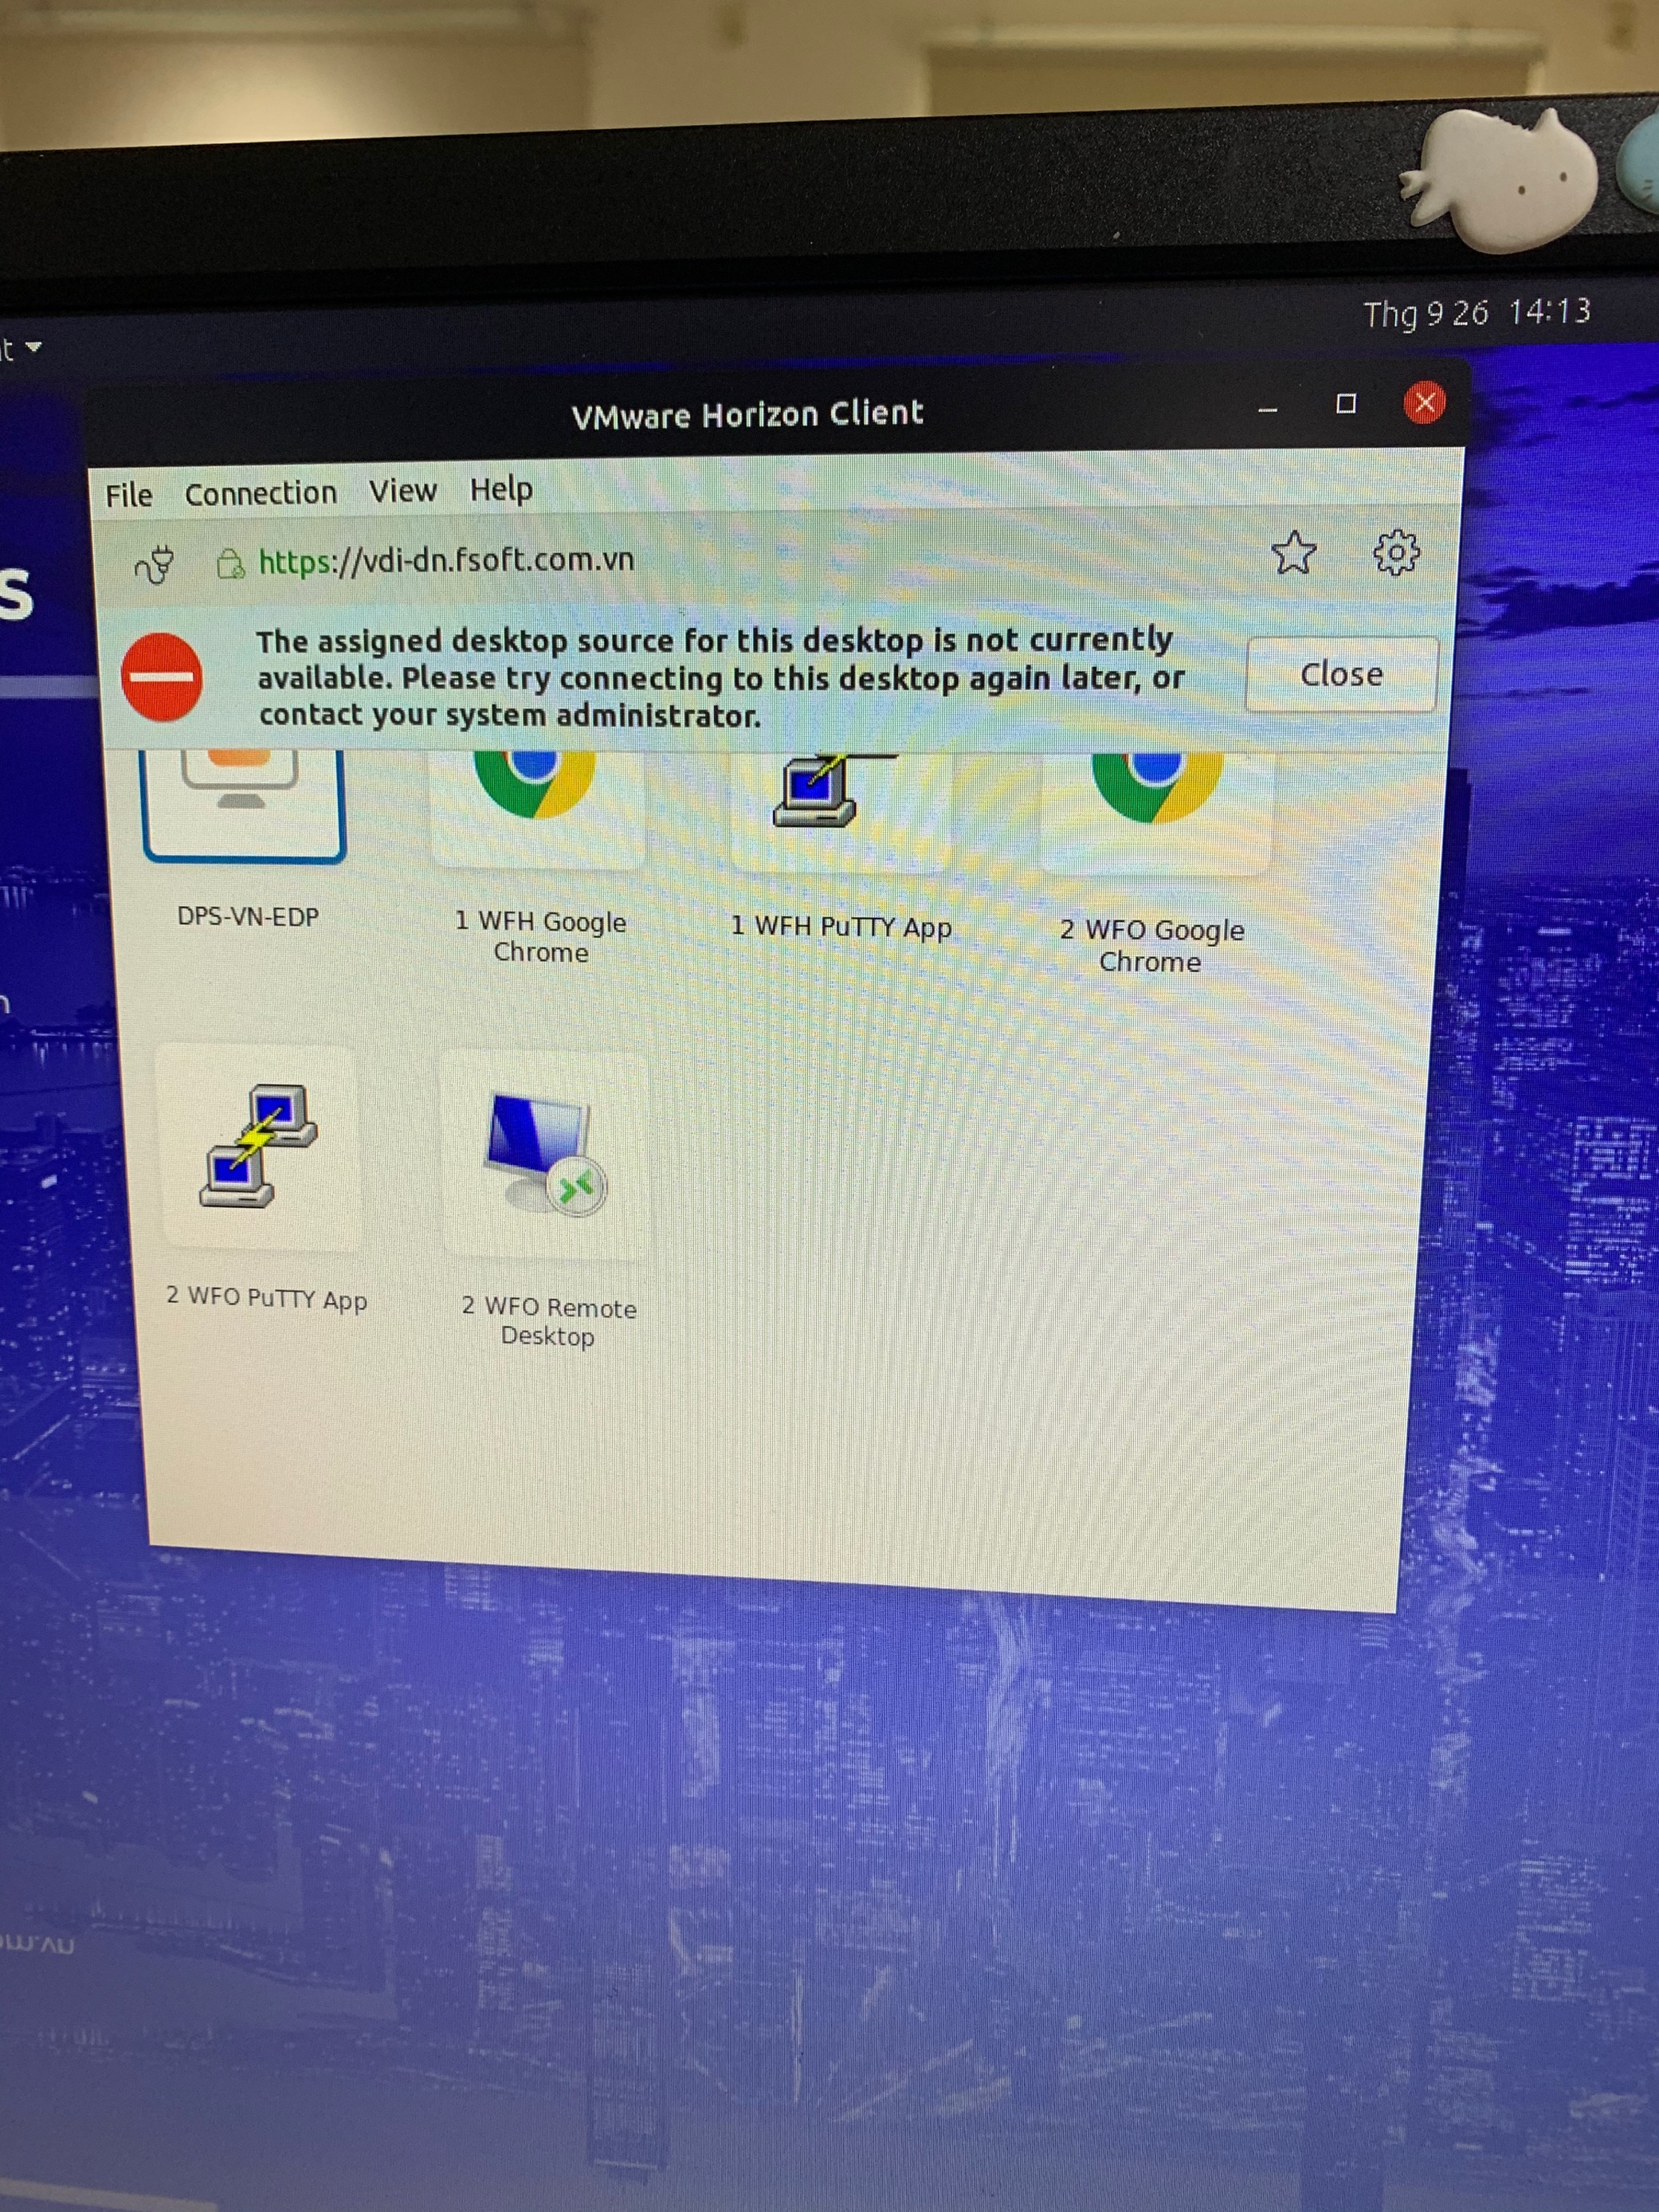 Thg 9 26 14:13
VMware Horizon Client
File Connection View Help
https://vdi-dn.fsoft.com.vn
The assigned desktop source for this desktop is not currently
available. Please try connecting to this desktop again later, or
contact your system administrator.
Close
DPS-VN-EDP
1 WFH Google
Chrome
1 WFH PuTTY App
2 WFO Google
Chrome
2 WFO PuTTY App
2 WFO Remote
Desktop